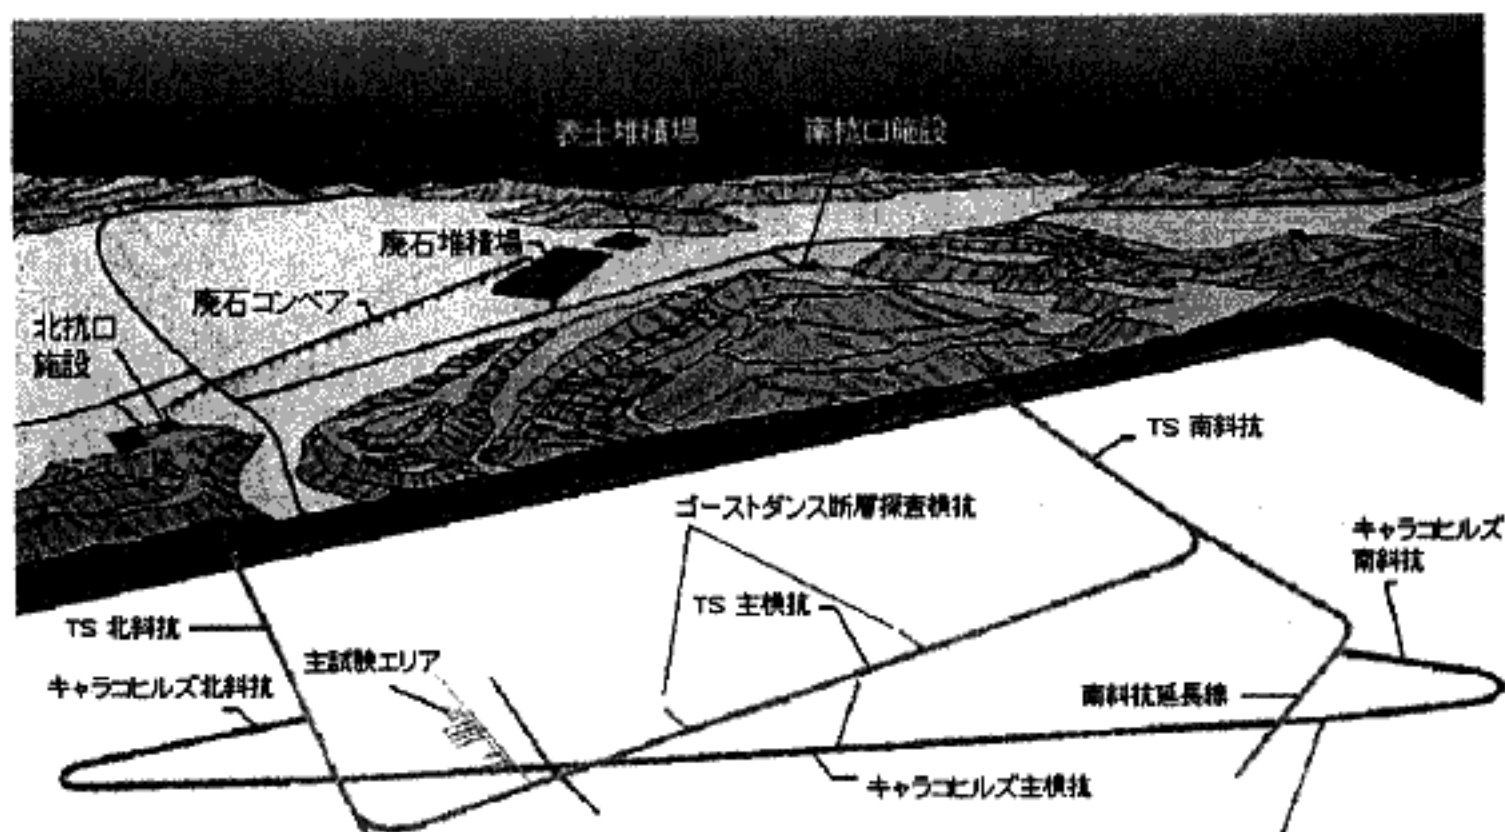 表土堆積場
南抗口施設
廃石堆積場
廃石コンベア
北抗口
施設
TS 南斜抗
ゴーストダンス断層探査横抗
キャラコヒルズ
南斜抗
TS 主横抗
TS 北斜抗
主試験エリア
キャラコヒルズ北斜抗
南斜抗延長線
キャラコヒルズ主横抗